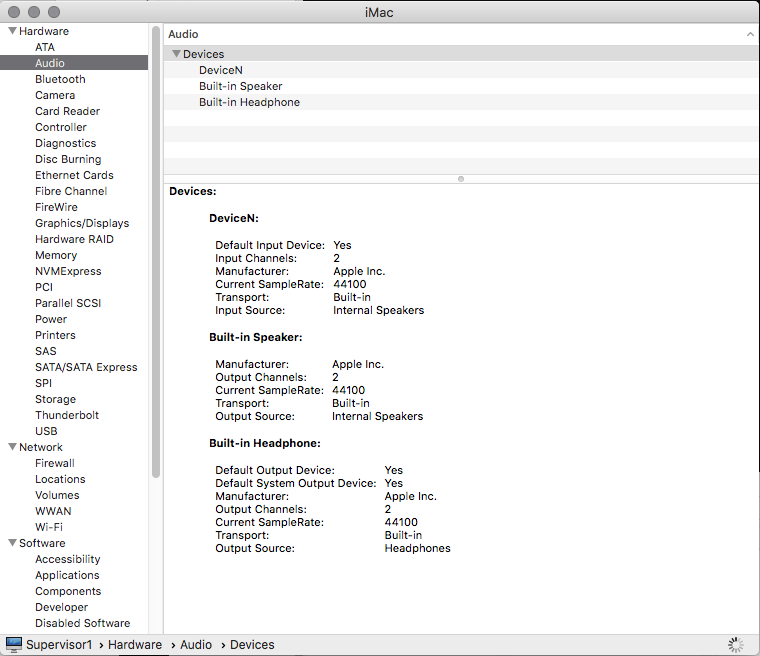 iMac
Hardware
ATA
Audio
Bluetooth
Camera
Card Reader
Controller
Diagnostics
Disc Burning
Ethernet Cards
Fibre Channel
FireWire
Graphics/Displays
Hardware RAID
Memory
NVMExpress
PCI
Parallel SCSI
Power
Printers
SAS
SATA/SATA Express
SPI
Storage
Thunderbolt
USB
Network
Firewall
Locations
Volumes
WWAN
Wi-Fi
Software
Accessibility
Applications
Components
Developer
Disabled Software
Audio
Devices
DeviceN
Built-in Speaker
Built-in Headphone
Devices:
DeviceN:
Default Input Device: Yes
Input Channels: 2
Manufacturer: Apple Inc.
Current SampleRate: 44100
Transport: Built-in
Input Source: Internal Speakers
Built-in Speaker:
Manufacturer: Apple Inc.
Output Channels: 2
Current SampleRate: 44100
Transport: Built-in
Output Source: Internal Speakers
Built-in Headphone:
Default Output Device: Yes
Default System Output Device: Yes
Manufacturer: Apple Inc.
Output Channels: 2
Current SampleRate: 44100
Transport: Built-in
Output Source: Headphones
Supervisor1 › Hardware › Audio › Devices